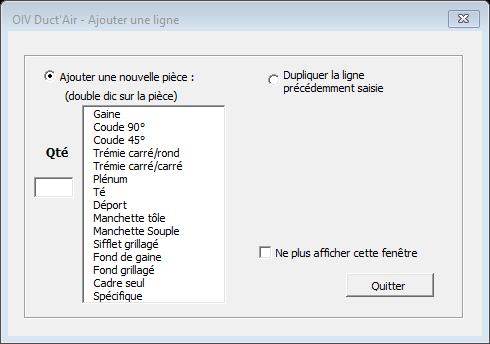 OIV Duct'Air - Ajouter une ligne
Ajouter une nouvelle pièce :
(double clic sur la pièce)
Dupliquer la ligne
précédemment saisie
Qté
Gaine
Coude 90°
Coude 45°
Trémie carré/rond
Trémie carré/carré
Plénum
Té
Déport
Manchette tôle
Manchette Souple
Sifflet grillagé
Fond de gaine
Fond grillagé
Cadre seul
Spécifique
Ne plus afficher cette fenêtre
Quitter